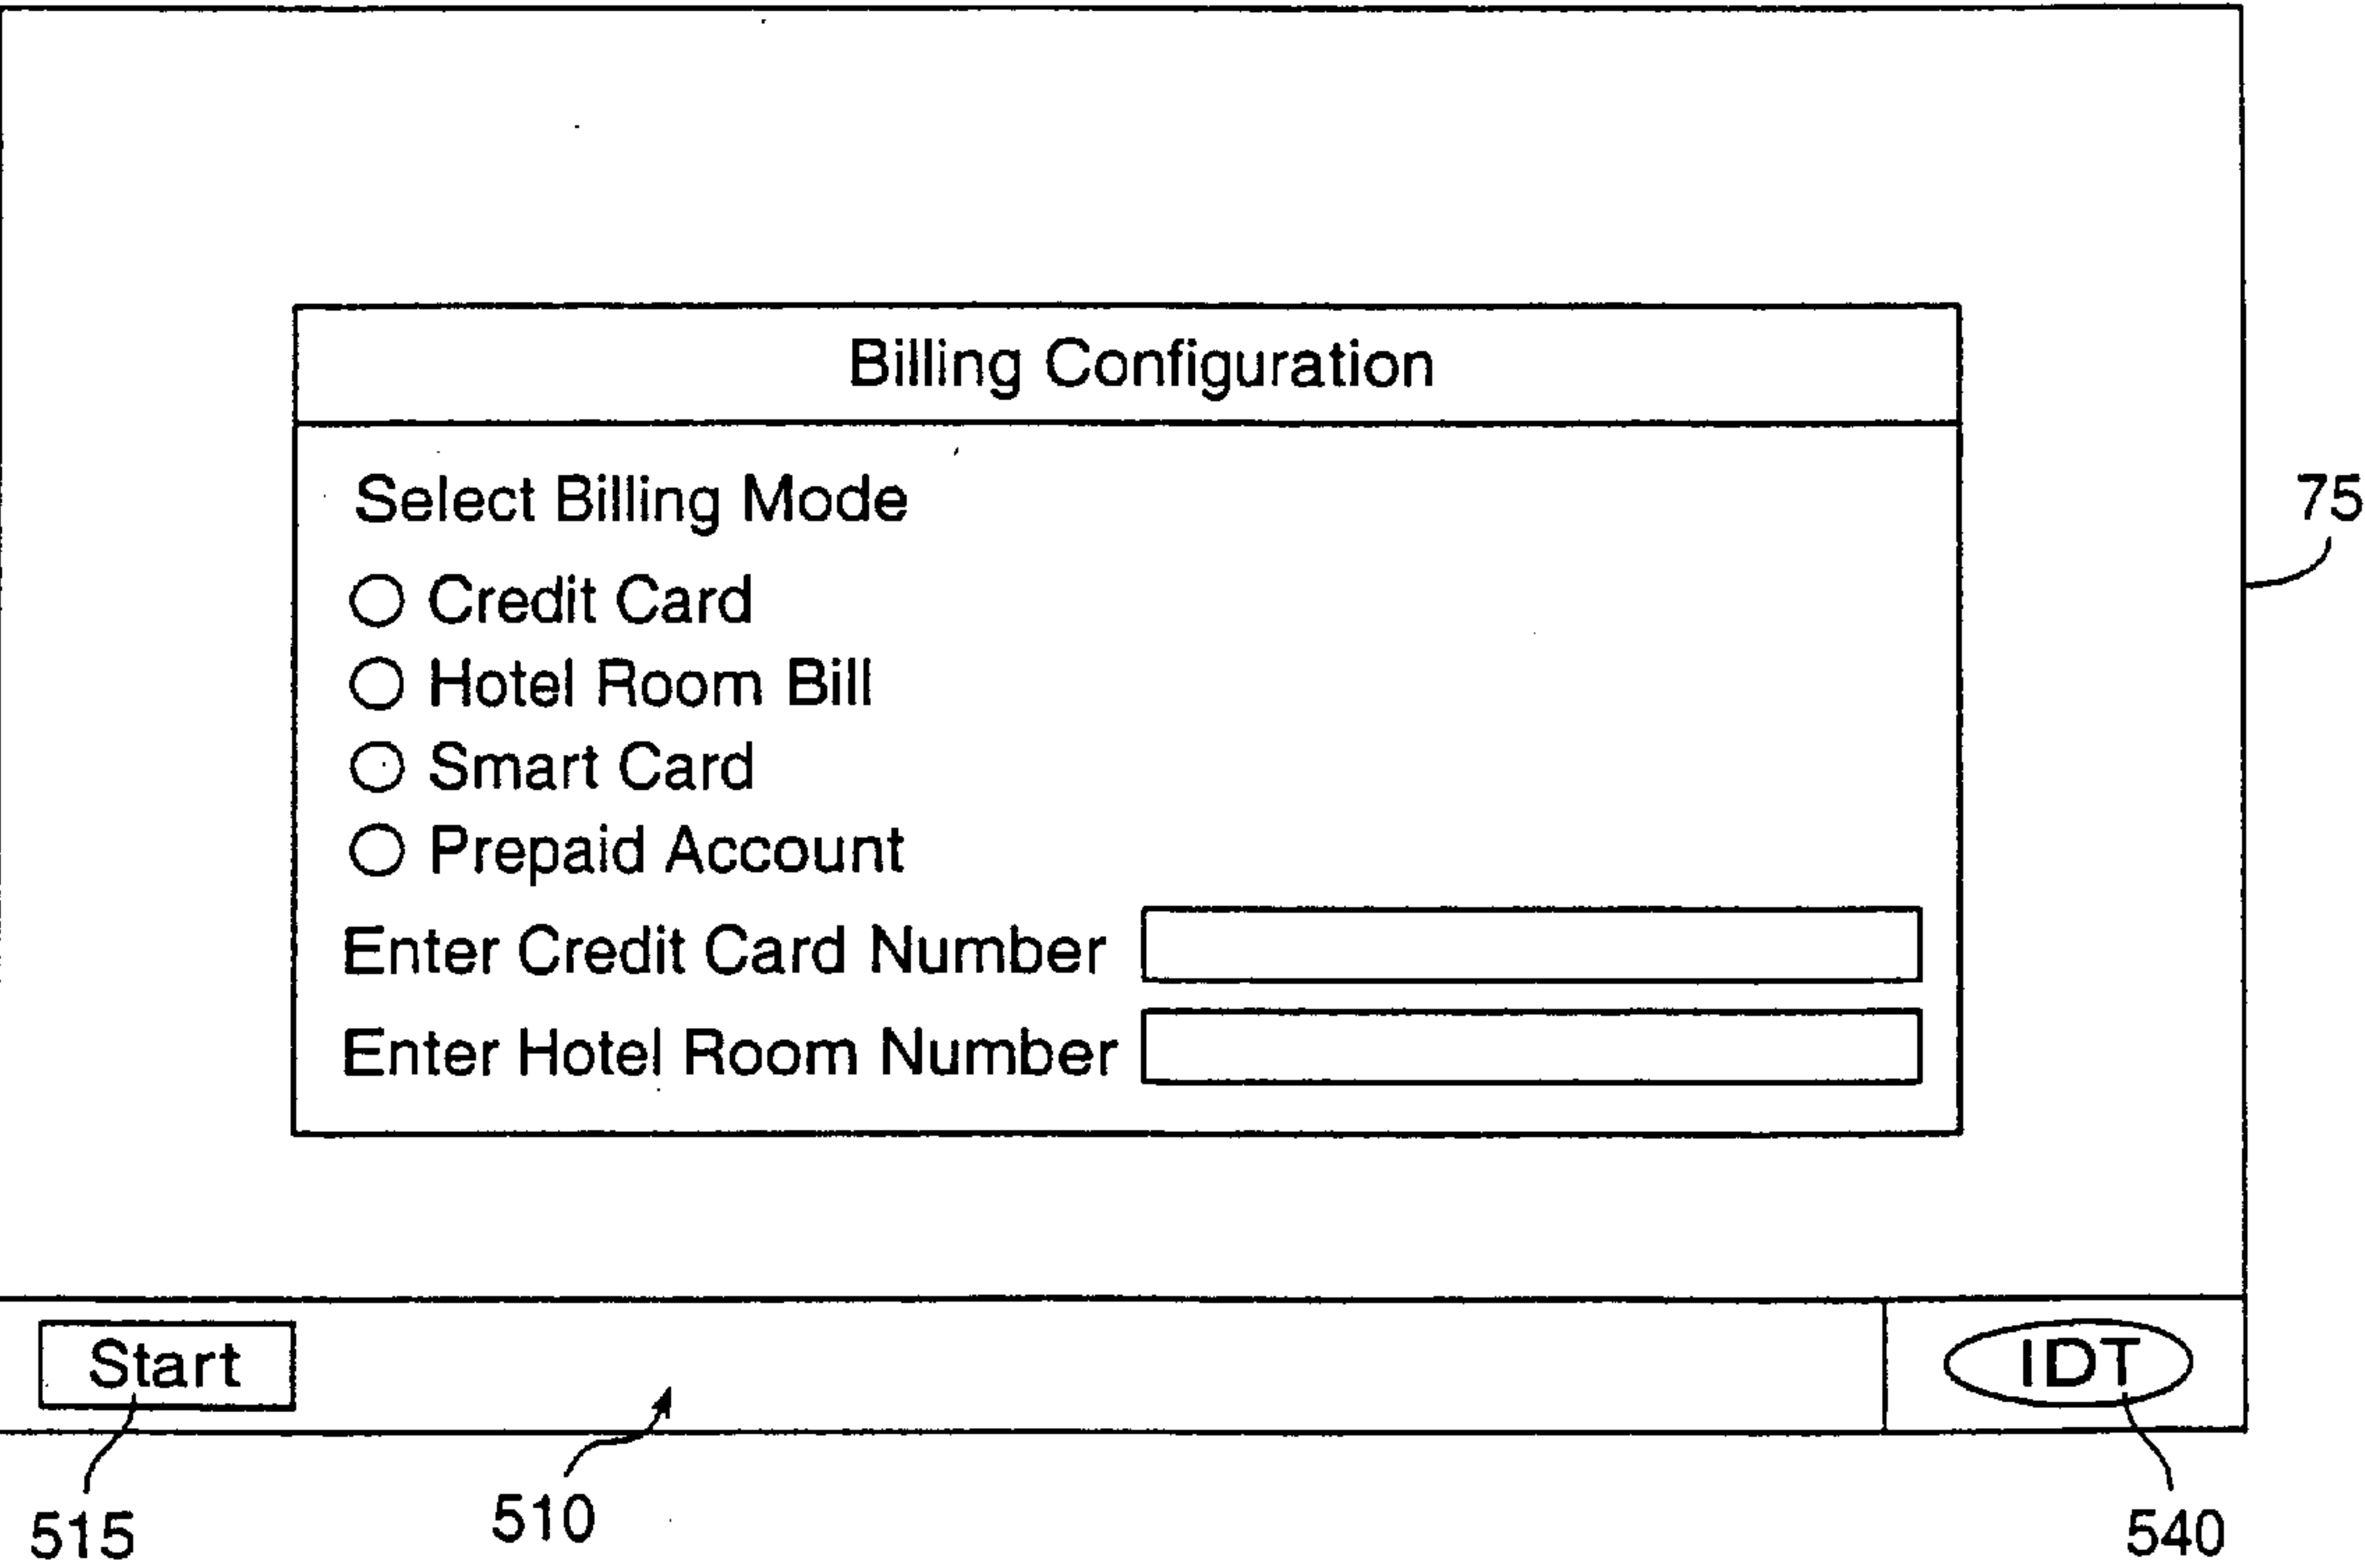 Billing Configuration
Select Billing Mode
Credit Card
Hotel Room Bill
Smart Card
Prepaid Account
Enter Credit Card Number
Enter Hotel Room Number
75
Start
IDT
515
510
540